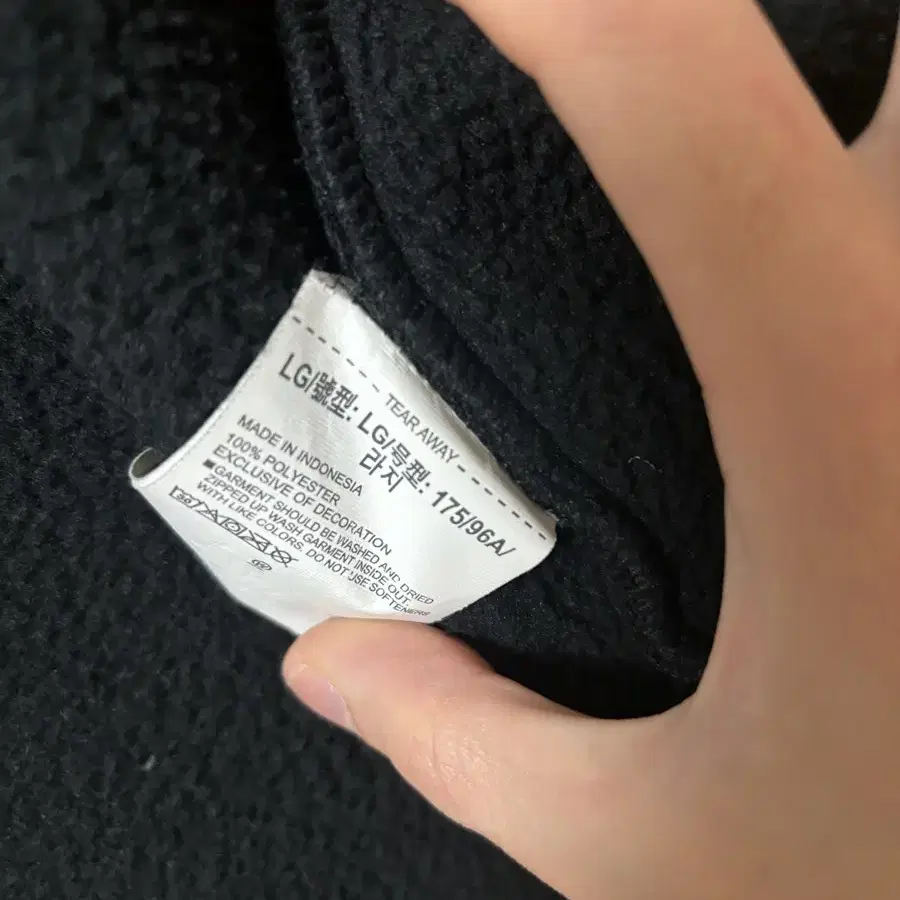 TEAR AWAY
LG/號型: LG/号型: 175/96A/
라지
MADE IN INDONESIA
100% POLYESTER
EXCLUSIVE OF DECORATION
■GARMENT SHOULD BE WASHED AND DRIED
ZIPPED UP. WASH GARMENT INSIDE OUT.
WITH LIKE COLORS. DO NOT USE SOFTENERS
30